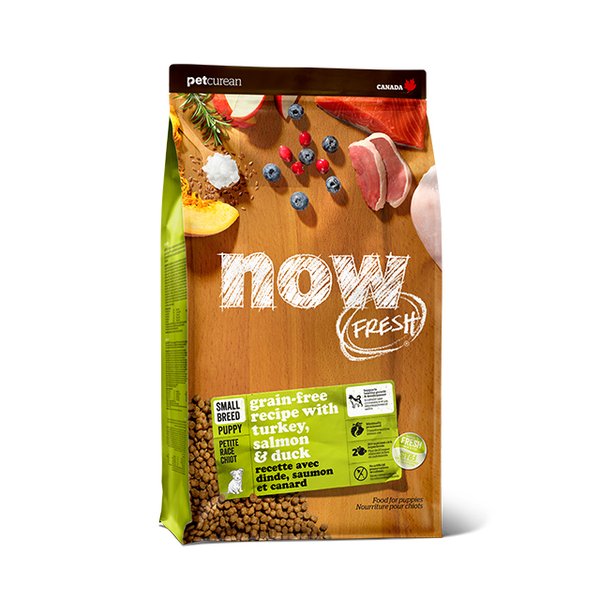 petcurean
CANADA
now
FRESH
SMALL
BREED
PUPPY
PETITE
RACE
CHIOT
grain-free
recipe with
turkey,
salmon
& duck
recette avec
dinde, saumon
et canard
FRESH
Food for puppies
Nourriture pour chiots